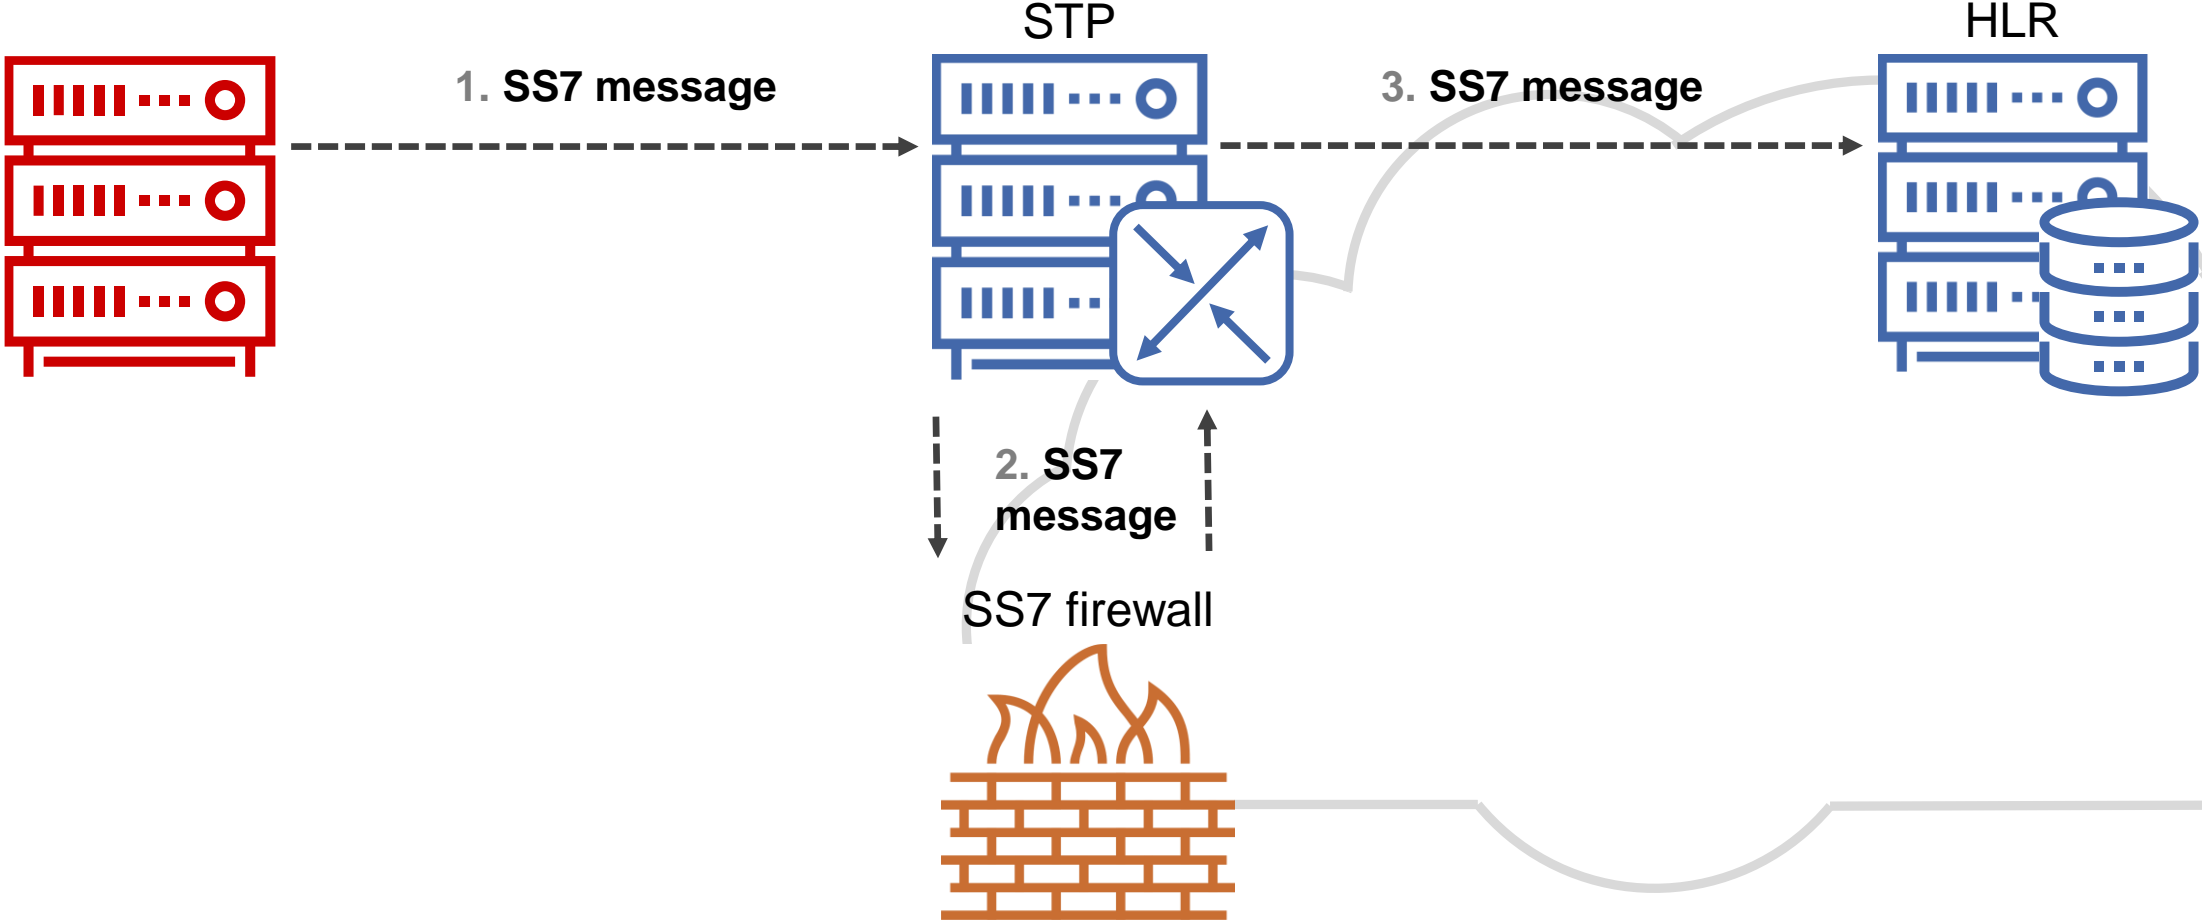 STP
HLR
1. SS7 message
3. SS7 message
2. SS7
message
SS7 firewall